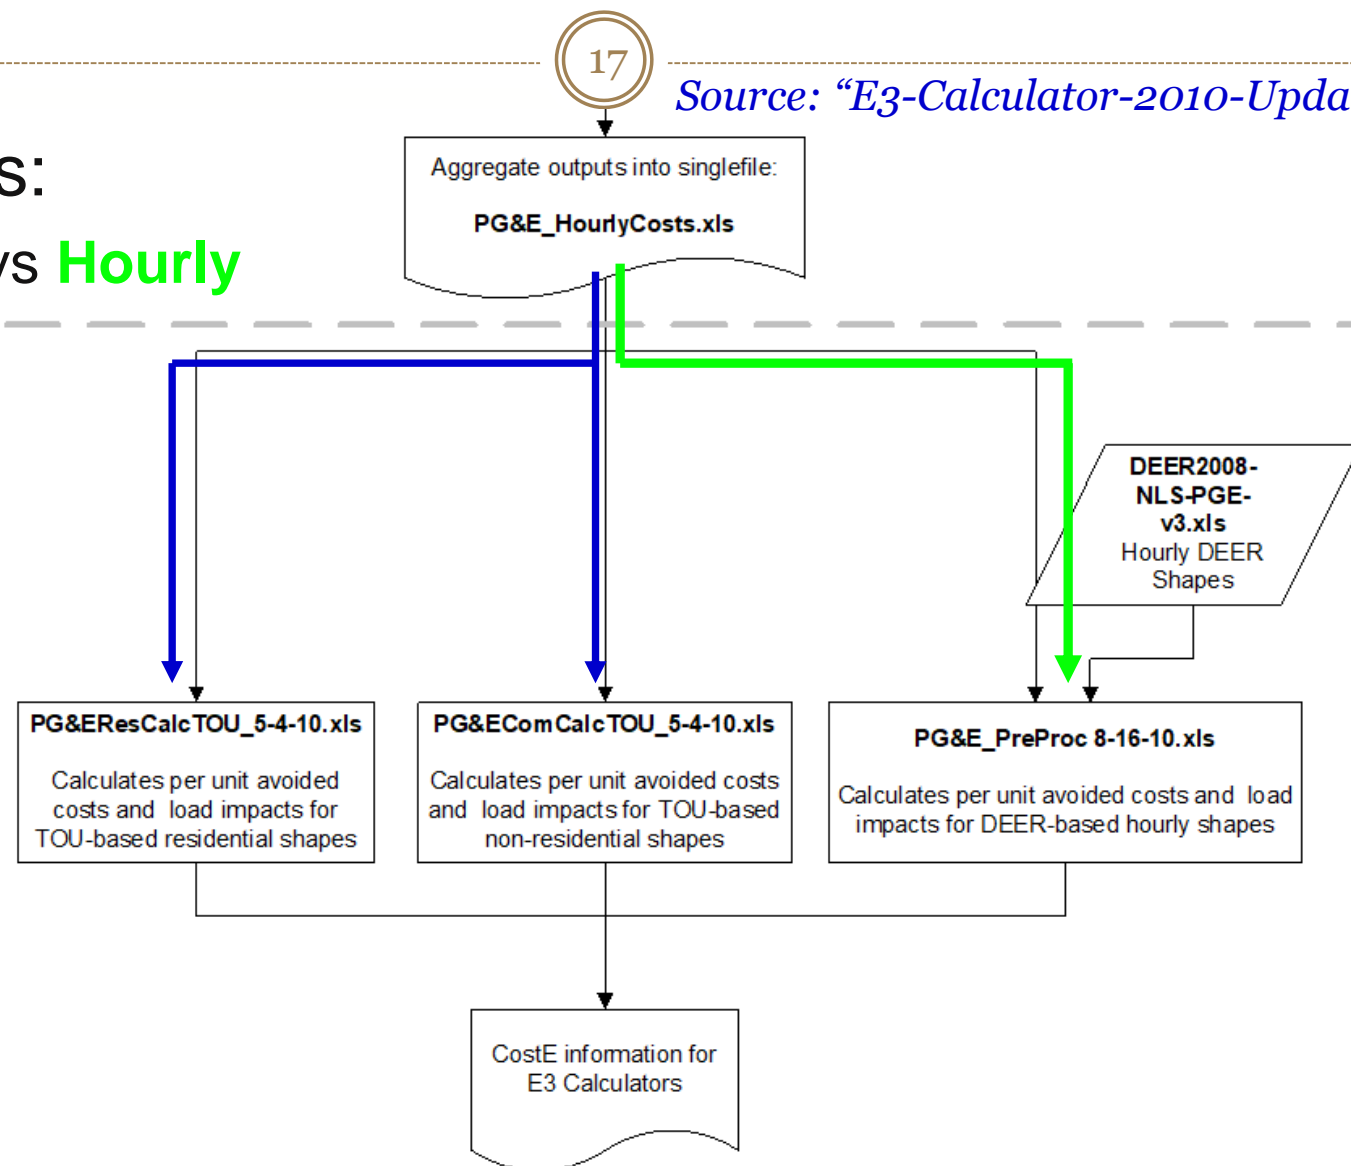 17
Source: “E3-Calculator-2010-Upda
s:
vs Hourly
Aggregate outputs into singlefile:
PG&E_HourlyCosts.xls
DEER2008-
NLS-PGE-
v3.xls
Hourly DEER
Shapes
PG&EResCalcTOU_5-4-10.xls
Calculates per unit avoided
costs and load impacts for
TOU-based residential shapes
PG&EComCalcTOU_5-4-10.xls
Calculates per unit avoided costs
and load impacts for TOU-based
non-residential shapes
PG&E_PreProc 8-16-10.xls
Calculates per unit avoided costs and load
impacts for DEER-based hourly shapes
CostE information for
E3 Calculators